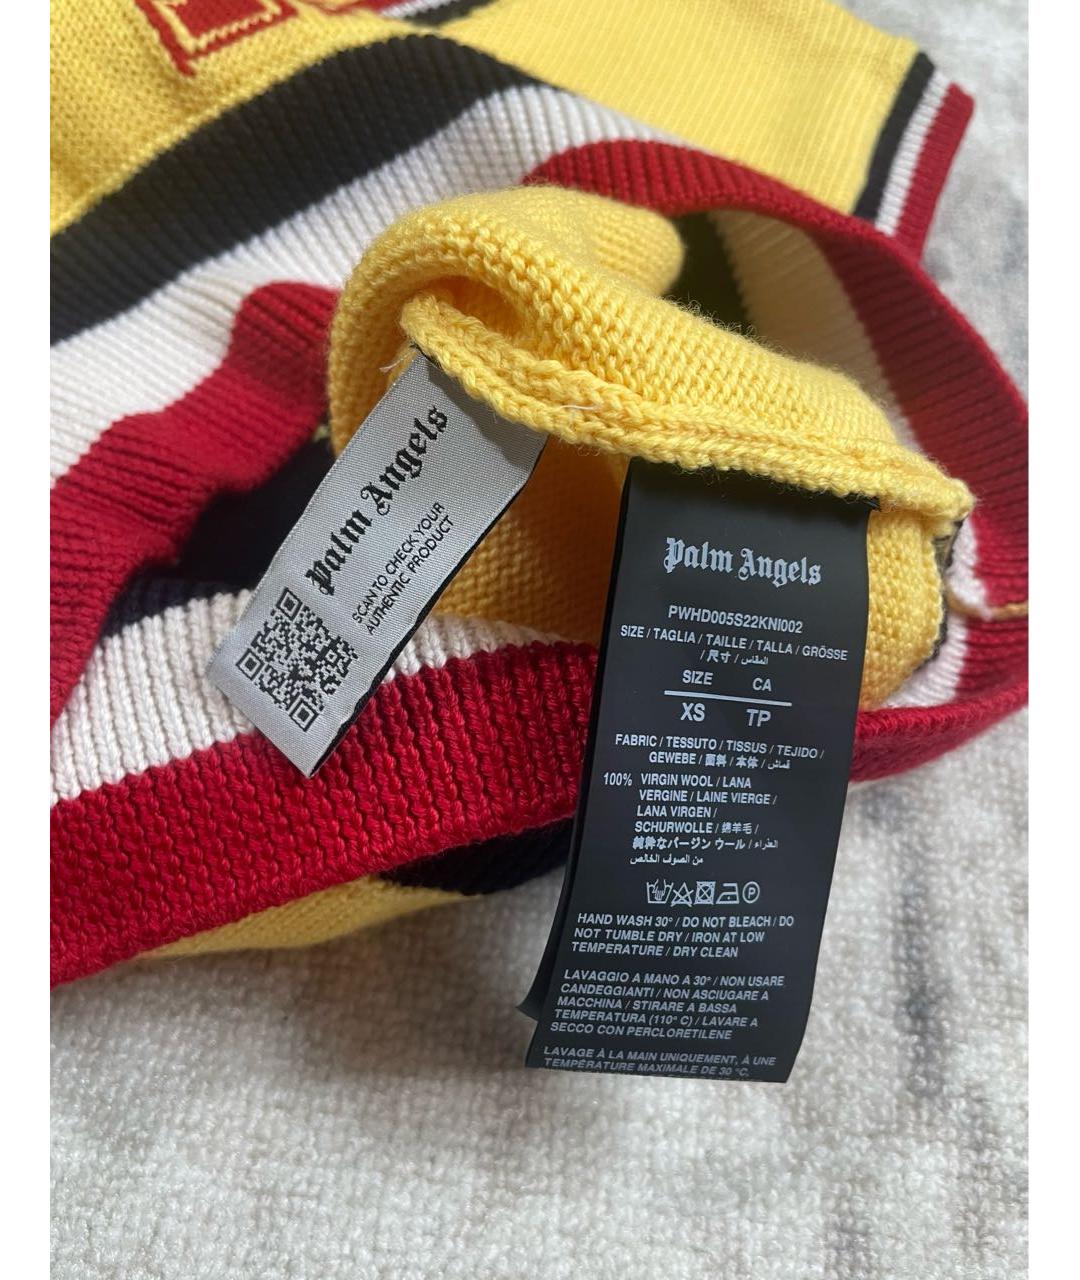 Palm Angels
SCAN TO CHECK YOUR
AUTHENTIC PRODUCT
Palm Angels
PWHD005S22KNI002
SIZE / TAGLIA / TAILLE / TALLA / GRÖSSE
/ 尺寸 / المقاس
SIZE CA
XS TP
FABRIC / TESSUTO / TISSUS / TEJIDO /
GEWEBE / 面料 / 本体 / قماش
100% VIRGIN WOOL / LANA
VERGINE / LAINE VIERGE /
LANA VIRGEN /
SCHURWOLLE / 绵羊毛 /
純粋なバージン ウール / العذراء
من الصوف الخالص
HAND WASH 30° / DO NOT BLEACH / DO
NOT TUMBLE DRY / IRON AT LOW
TEMPERATURE / DRY CLEAN
LAVAGGIO A MANO A 30° / NON USARE
CANDEGGIANTI / NON ASCIUGARE A
MACCHINA / STIRARE A BASSA
TEMPERATURA (110° C) / LAVARE A
SECCO CON PERCLORETILENE
LAVAGE À LA MAIN UNIQUEMENT, À UNE
TEMPÉRATURE MAXIMALE DE 30 °C.